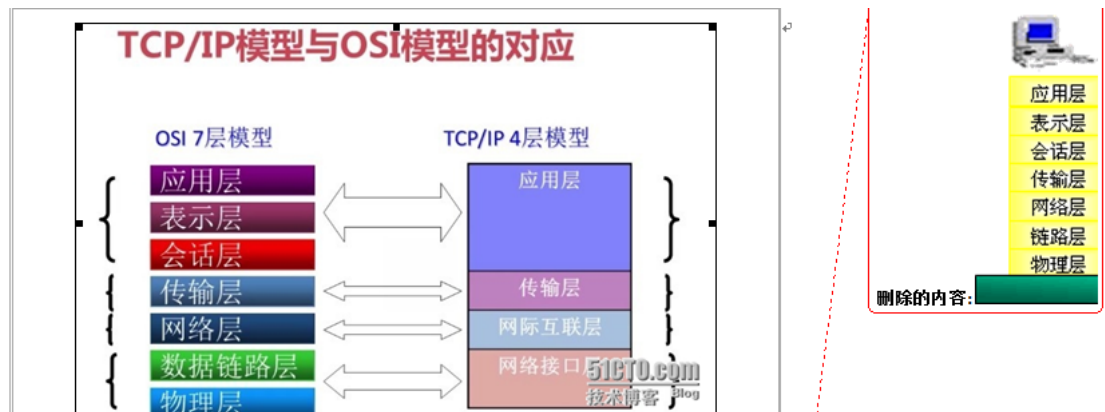 TCP/IP模型与OSI模型的对应
OSI 7层模型
TCP/IP 4层模型
应用层
表示层
会话层
传输层
网络层
数据链路层
物理层
应用层
传输层
网际互联层
网络接口
51CTO.com
技术博客 Blog
应用层
表示层
会话层
传输层
网络层
链路层
物理层
删除的内容: